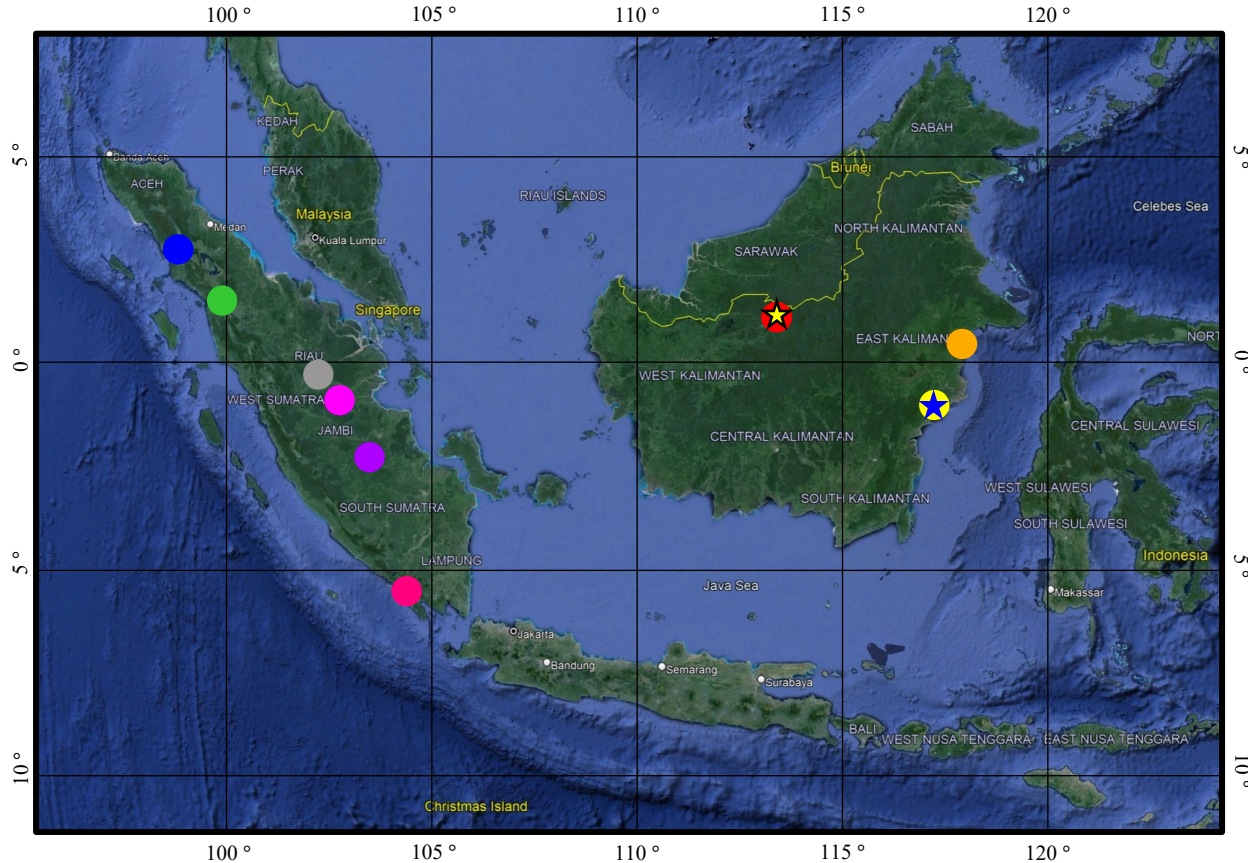 100 °
105 °
110 °
115 °
120 °
KEDAH
SABAH
Banda Aceh
5 °
5 °
PERAK
Brunei
ACEH
RIAU ISLANDS
Celebes Sea
Malaysia
Medan
NORTH KALIMANTAN
Kuala Lumpur
SARAWAK
Singapore
EAST KALIMAN
NORT
RIAU
0 °
0 °
WEST KALIMANTAN
WEST SUMATRA
JAMBI
CENTRAL KALIMANTAN
CENTRAL SULAWESI
WEST SULAWESI
SOUTH KALIMANTAN
SOUTH SUMATRA
SOUTH SULAWESI
LAMPUNG
Indonesia
5 °
5 °
Java Sea
Makassar
Jakarta
Bandung
Semarang
Surabaya
BALI
WEST NUSA TENGGARA
EAST NUSA TENGGARA
10 °
10 °
Christmas Island
100 °
105 °
110 °
115 °
120 °